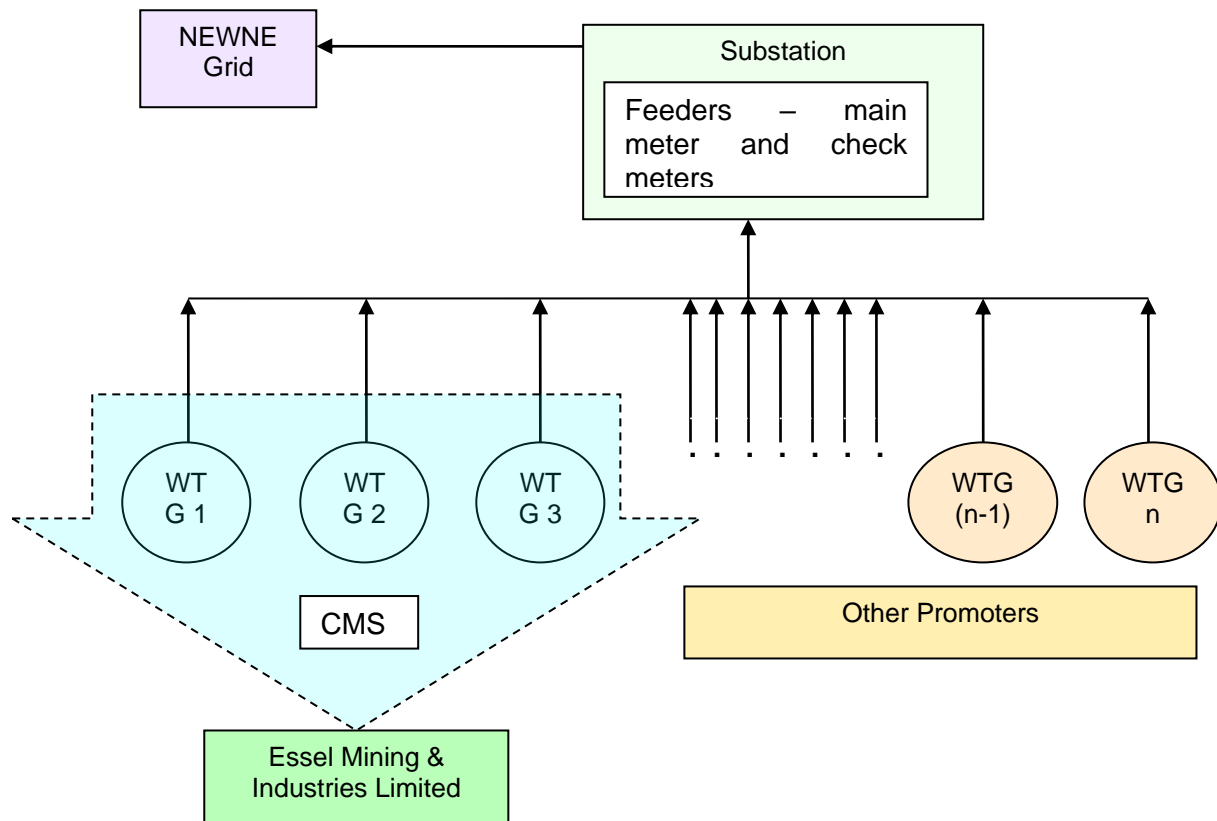 NEWNE
Grid
Substation
Feeders – main
meter and check
meters
WT
G 1
WT
G 2
WT
G 3
. . . . . . .
WTG
(n-1)
WTG
n
CMS
Other Promoters
Essel Mining &
Industries Limited